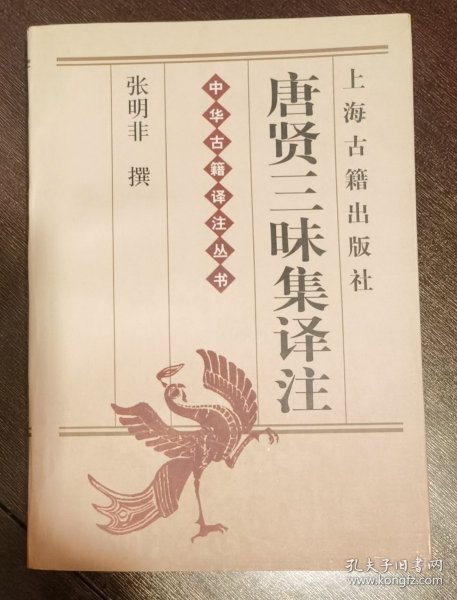 上海古籍出版社
唐贤三昧集译注
中华古籍译注丛书
张明非 撰
孔夫子旧书网
www.kongfz.com